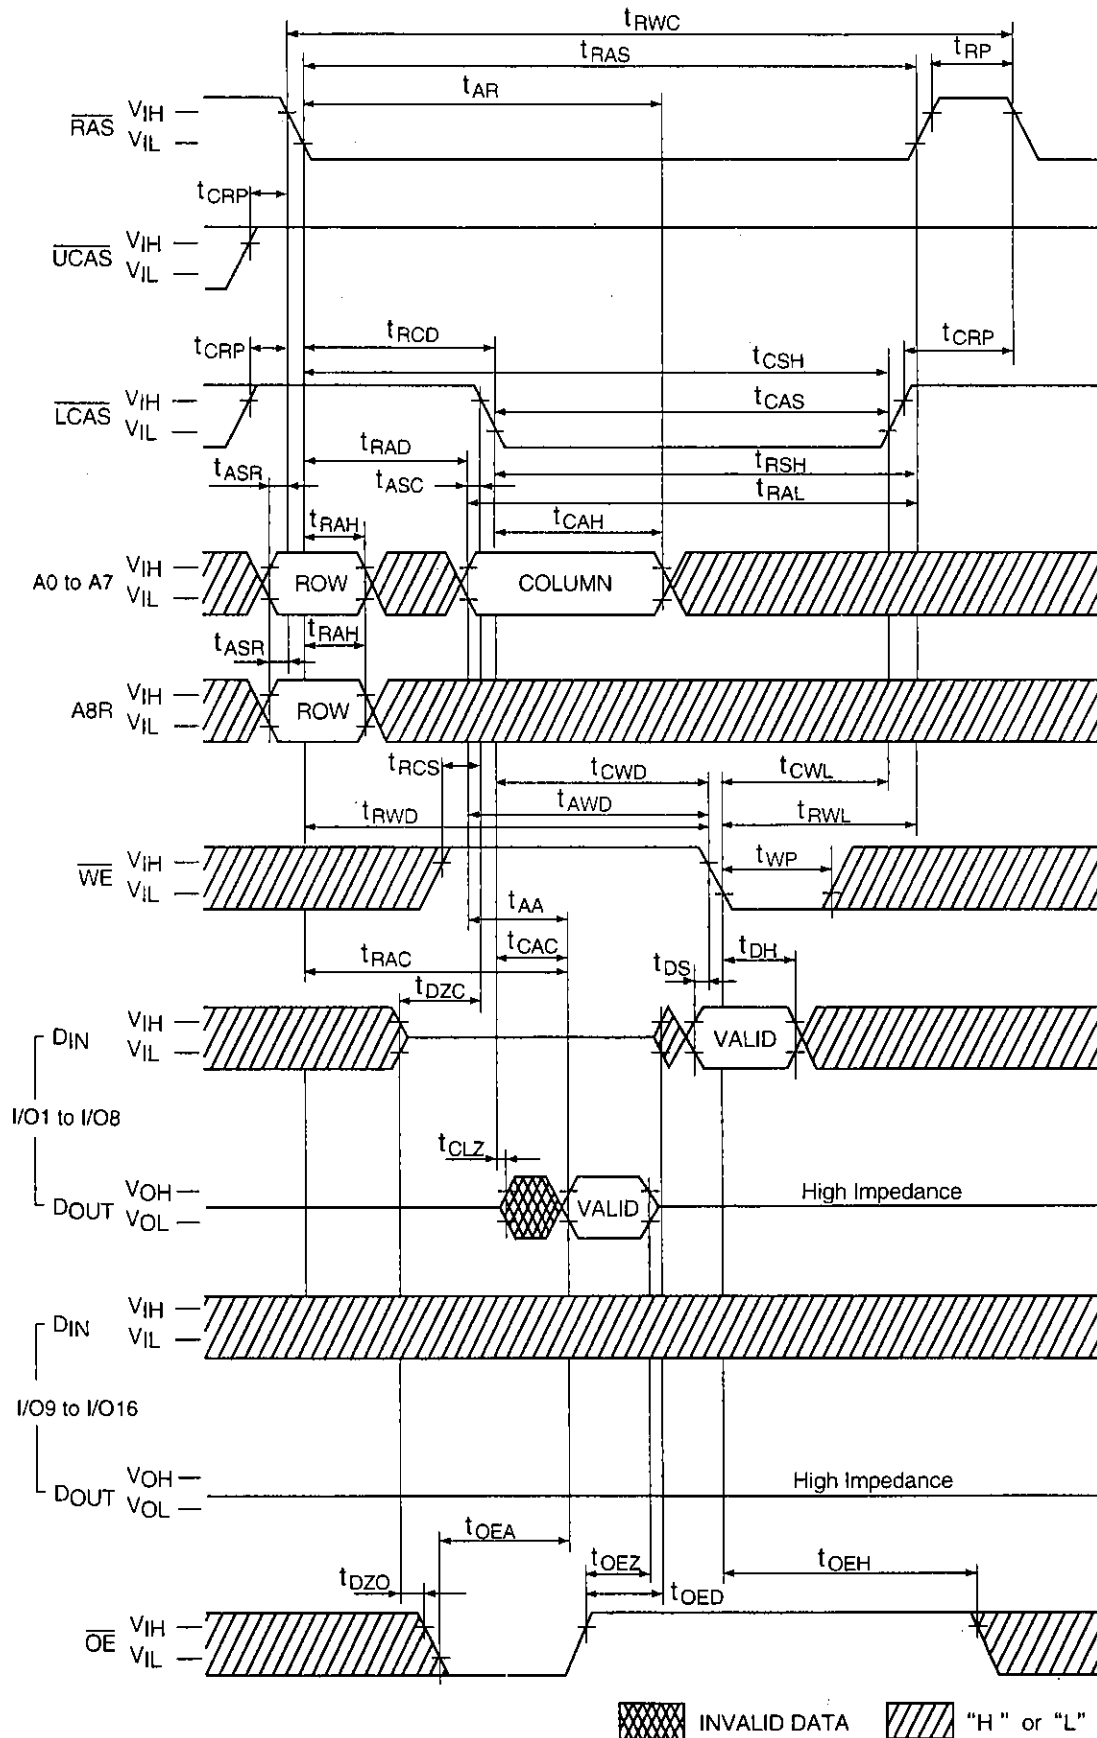 tRWC
tRAS
tRP
tAR
RAS VIH
VIL
tCRP
UCAS VIH
VIL
tCRP
tRCD
tCRP
tCSH
LCAS VIH
VIL
tCAS
tRAD
tASR
tASC
tRSH
tRAL
tRAH
tCAH
A0 to A7 VIH
VIL
ROW
COLUMN
tASR
tRAH
A8R VIH
VIL
ROW
tRCS
tCWD
tCWL
tAWD
tRWD
tRWL
WE VIH
VIL
tWP
tAA
tCAC
tRAC
tDZC
tDS
tDH
DIN VIH
VIL
VALID
I/O1 to I/O8
tCLZ
DOUT VOH
VOL
VALID
High Impedance
DIN VIH
VIL
I/O9 to I/O16
DOUT VOH
VOL
High Impedance
tOEA
tOEZ
tOEH
tDZO
tOED
OE VIH
VIL
INVALID DATA
"H" or "L"